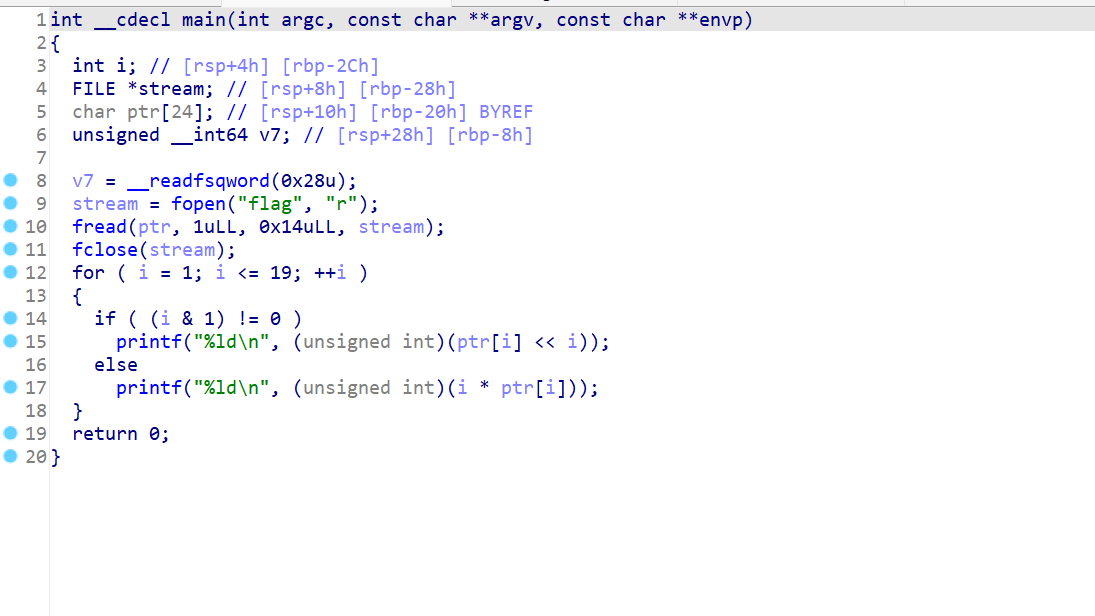 1 int __cdecl main(int argc, const char **argv, const char **envp)
2 {
3   int i; // [rsp+4h] [rbp-2Ch]
4   FILE *stream; // [rsp+8h] [rbp-28h]
5   char ptr[24]; // [rsp+10h] [rbp-20h] BYREF
6   unsigned __int64 v7; // [rsp+28h] [rbp-8h]
7
8   v7 = __readfsqword(0x28u);
9   stream = fopen("flag", "r");
10   fread(ptr, 1uLL, 0x14uLL, stream);
11   fclose(stream);
12   for ( i = 1; i <= 19; ++i )
13   {
14     if ( (i & 1) != 0 )
15       printf("%ld\n", (unsigned int)(ptr[i] << i));
16     else
17       printf("%ld\n", (unsigned int)(i * ptr[i]));
18   }
19   return 0;
20 }